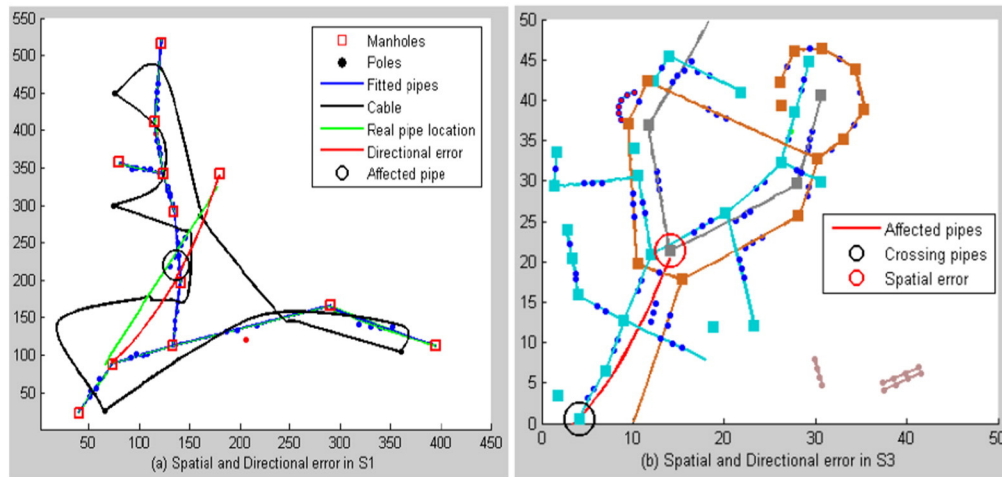 550
500
450
400
350
300
250
200
150
100
50
50 100 150 200 250 300 350 400 450
Manholes
Poles
Fitted pipes
Cable
Real pipe location
Directional error
Affected pipe
(a) Spatial and Directional error in S1
50
45
40
35
30
25
20
15
10
5
0
0 10 20 30 40 50
Affected pipes
Crossing pipes
Spatial error
(b) Spatial and Directional error in S3